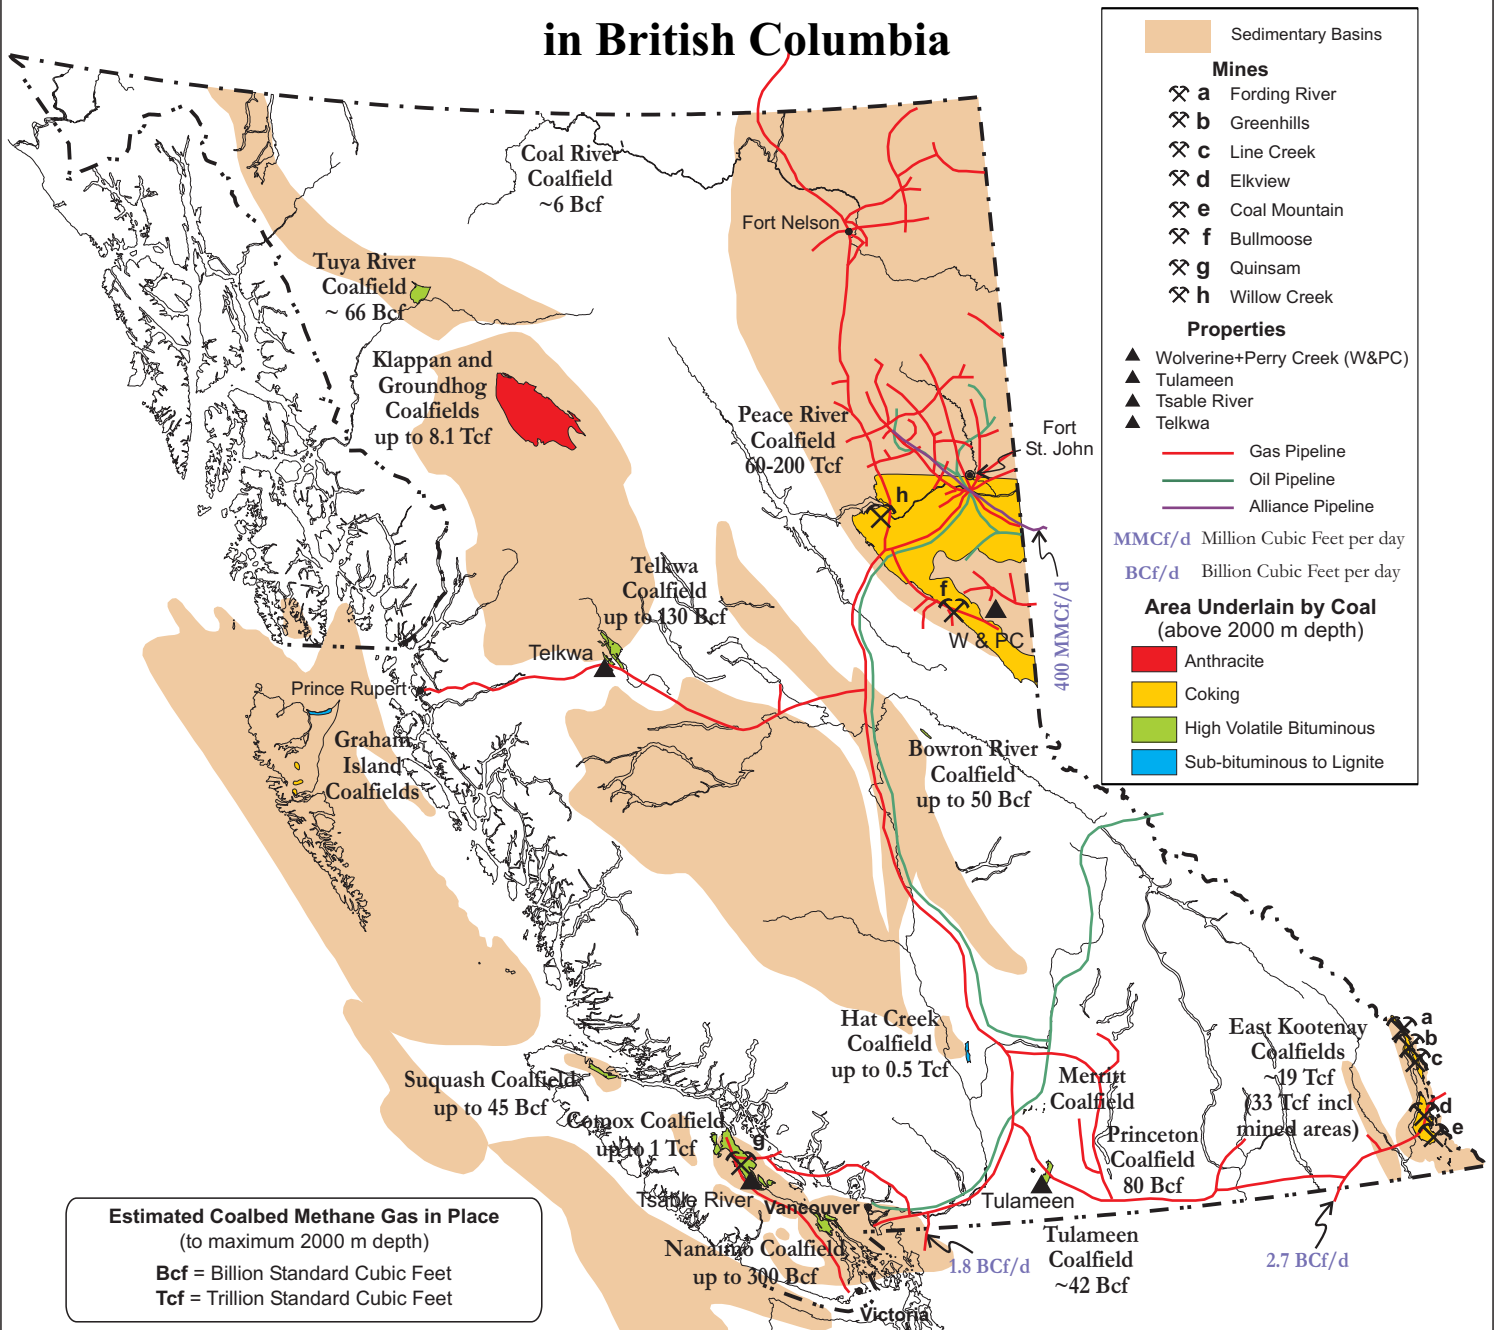 in British Columbia
Sedimentary Basins
Mines
a Fording River
b Greenhills
c Line Creek
d Elkview
e Coal Mountain
f Bullmoose
g Quinsam
h Willow Creek
Properties
Wolverine+Perry Creek (W&PC)
Tulameen
Tsable River
Telkwa
Gas Pipeline
Oil Pipeline
Alliance Pipeline
MMCf/d Million Cubic Feet per day
BCf/d Billion Cubic Feet per day
Area Underlain by Coal
(above 2000 m depth)
Anthracite
Coking
High Volatile Bituminous
Sub-bituminous to Lignite
Coal River
Coalfield
~6 Bcf
Fort Nelson
Tuya River
Coalfield
~ 66 Bcf
Klappan and
Groundhog
Coalfields
up to 8.1 Tcf
Peace River
Coalfield
60-200 Tcf
Fort
St. John
h
f
W & PC
400 MMCf/d
Telkwa
Coalfield
up to 130 Bcf
Telkwa
Prince Rupert
Graham
Island
Coalfields
Bowron River
Coalfield
up to 50 Bcf
Hat Creek
Coalfield
up to 0.5 Tcf
East Kootenay
Coalfields
~19 Tcf
(33 Tcf incl
mined areas)
a
b
c
d
e
Suquash Coalfield
up to 45 Bcf
Merritt
Coalfield
Comox Coalfield
up to 1 Tcf
g
Princeton
Coalfield
80 Bcf
Tsable River
Vancouver
Tulameen
Nanaimo Coalfield
up to 300 Bcf
Tulameen
Coalfield
~42 Bcf
1.8 BCf/d
2.7 BCf/d
Victoria
Estimated Coalbed Methane Gas in Place
(to maximum 2000 m depth)
Bcf = Billion Standard Cubic Feet
Tcf = Trillion Standard Cubic Feet